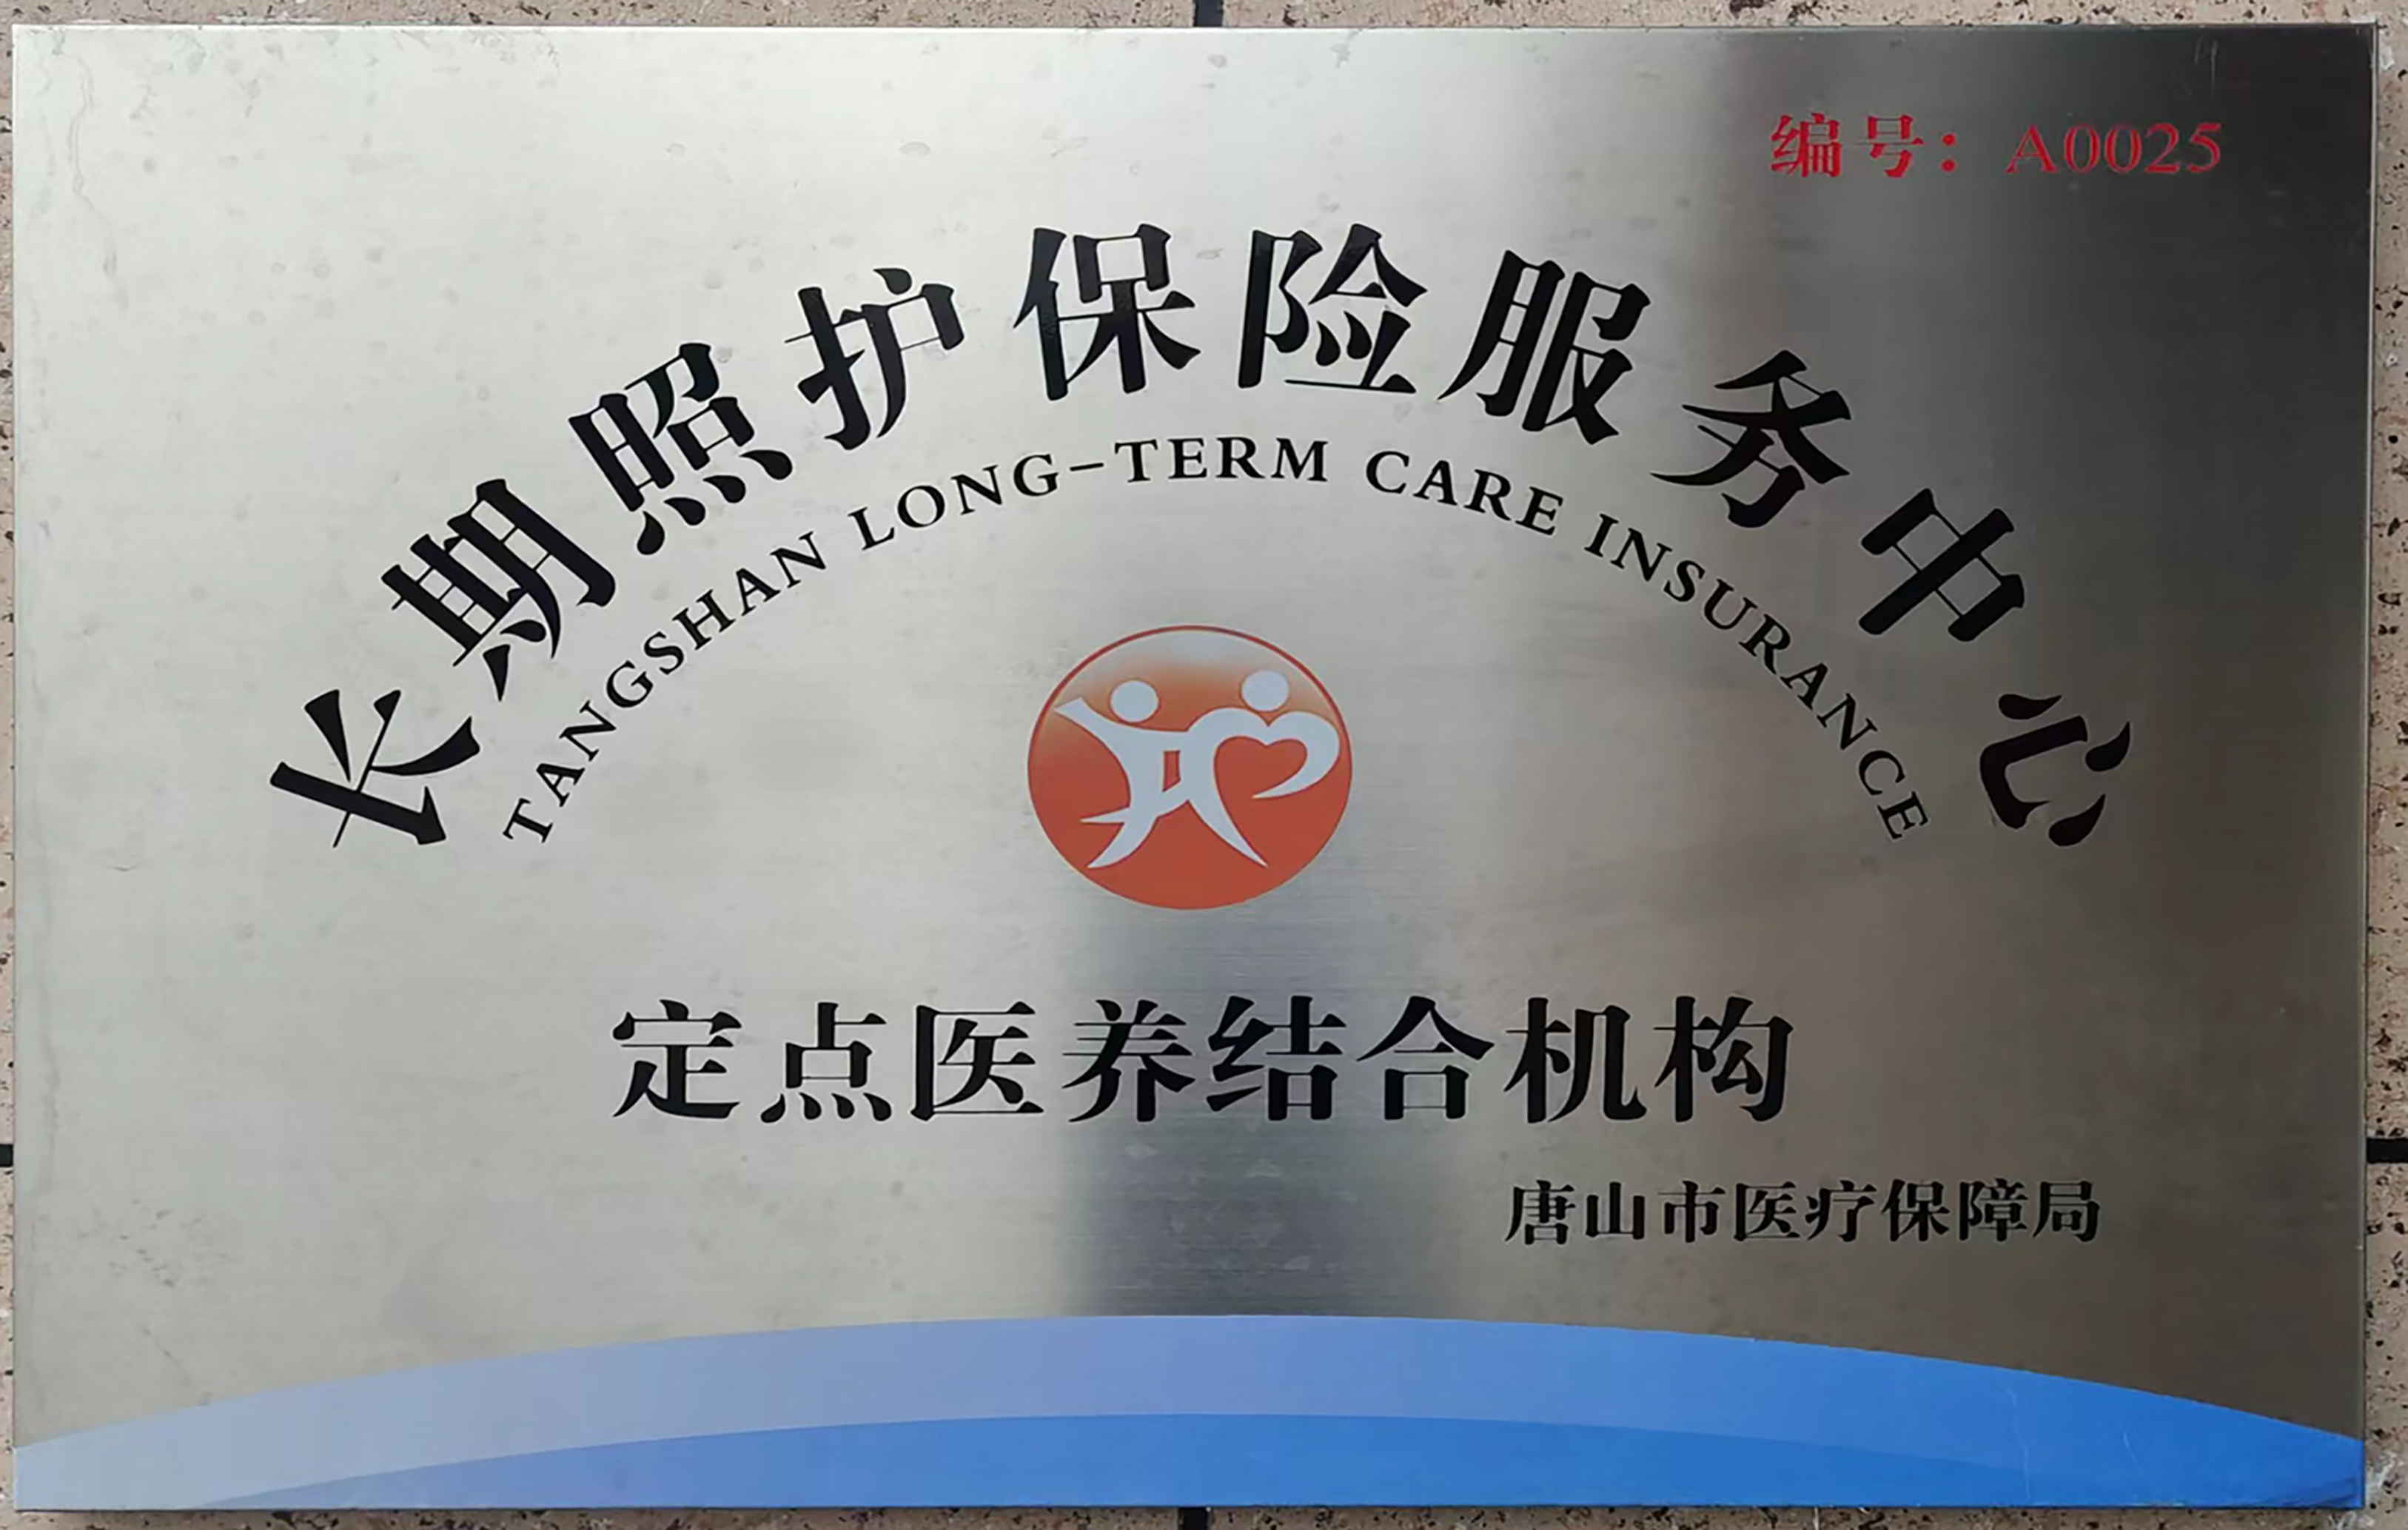 编号：A0025
长期照护保险服务中心
TANGSHAN LONG-TERM CARE INSURANCE
定点医养结合机构
唐山市医疗保障局